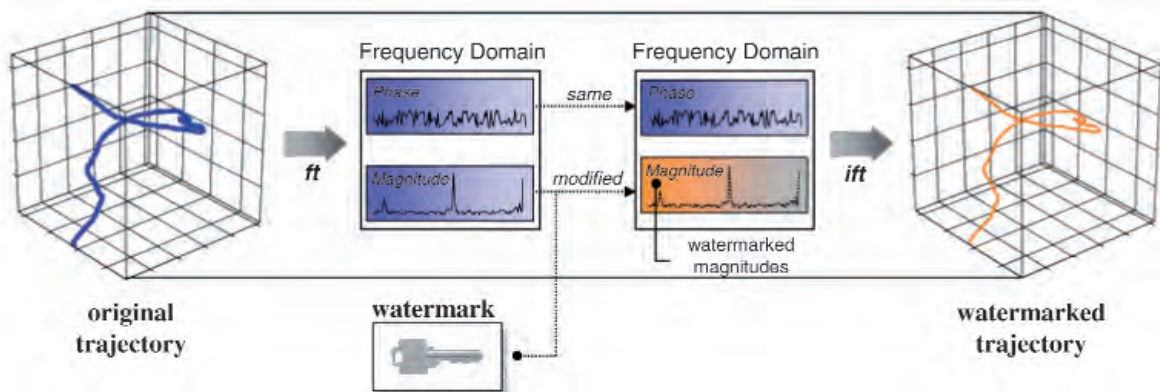 Frequency Domain
Frequency Domain
Phase
same
Phase
ft
Magnitude
modified
Magnitude
ift
watermarked
magnitudes
original
trajectory
watermark
watermarked
trajectory